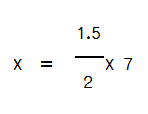 1.5
x = ― x 7
2